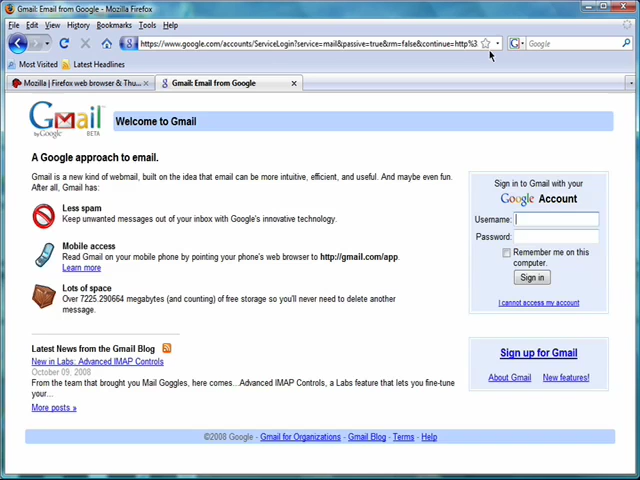 Gmail: Email from Google - Mozilla Firefox
File Edit View History Bookmarks Tools Help
https://www.google.com/accounts/ServiceLogin?service=mail&passive=true&rm=false&continue=http%3 Google
Most Visited Latest Headlines
Mozilla | Firefox web browser & Thu... Gmail: Email from Google
Gmail by Google BETA
Welcome to Gmail
A Google approach to email.
Gmail is a new kind of webmail, built on the idea that email can be more intuitive, efficient, and useful. And maybe even fun.
After all, Gmail has:
Less spam
Keep unwanted messages out of your inbox with Google's innovative technology.
Mobile access
Read Gmail on your mobile phone by pointing your phone's web browser to http://gmail.com/app.
Learn more
Lots of space
Over 7225.290664 megabytes (and counting) of free storage so you'll never need to delete another
message.
Latest News from the Gmail Blog
New in Labs: Advanced IMAP Controls
October 09, 2008
From the team that brought you Mail Goggles, here comes...Advanced IMAP Controls, a Labs feature that lets you fine-tune
your...
More posts »
Sign in to Gmail with your
Google Account
Username:
Password:
Remember me on this
computer.
Sign in
I cannot access my account
Sign up for Gmail
About Gmail New features!
©2008 Google - Gmail for Organizations - Gmail Blog - Terms - Help